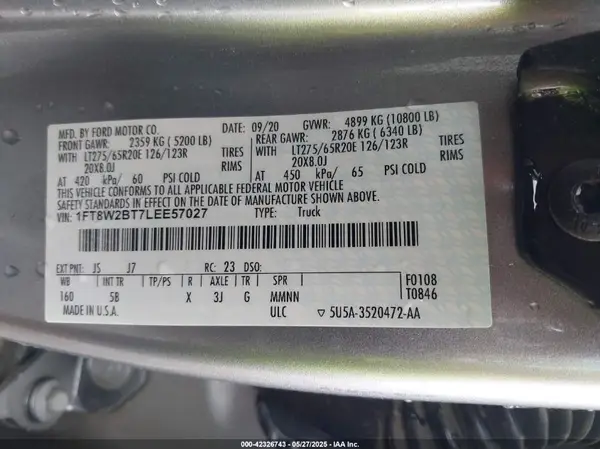 MFD. BY FORD MOTOR CO.
DATE: 09/20 GVWR: 4899 KG (10800 LB)
FRONT GAWR: 2359 KG (5200 LB) REAR GAWR: 2876 KG (6340 LB)
WITH LT275/65R20E 126/123R TIRES WITH LT275/65R20E 126/123R TIRES
20X8.0J RIMS 20X8.0J RIMS
AT 420 kPa/ 60 PSI COLD AT 450 kPa/ 65 PSI COLD
THIS VEHICLE CONFORMS TO ALL APPLICABLE FEDERAL MOTOR VEHICLE
SAFETY STANDARDS IN EFFECT ON THE DATE OF MANUFACTURE SHOWN ABOVE.
VIN: 1FT8W2BT7LEE57027 TYPE: Truck
EXT PNT: J5 J7 RC: 23 DSO: F0108
WB INT TR TP/PS R AXLE TR SPR T0846
160 5B X 3J G MMNN
MADE IN U.S.A. ULC ▽5U5A-3520472-AA
000-42326743 - 05/27/2025 - IAAI.com